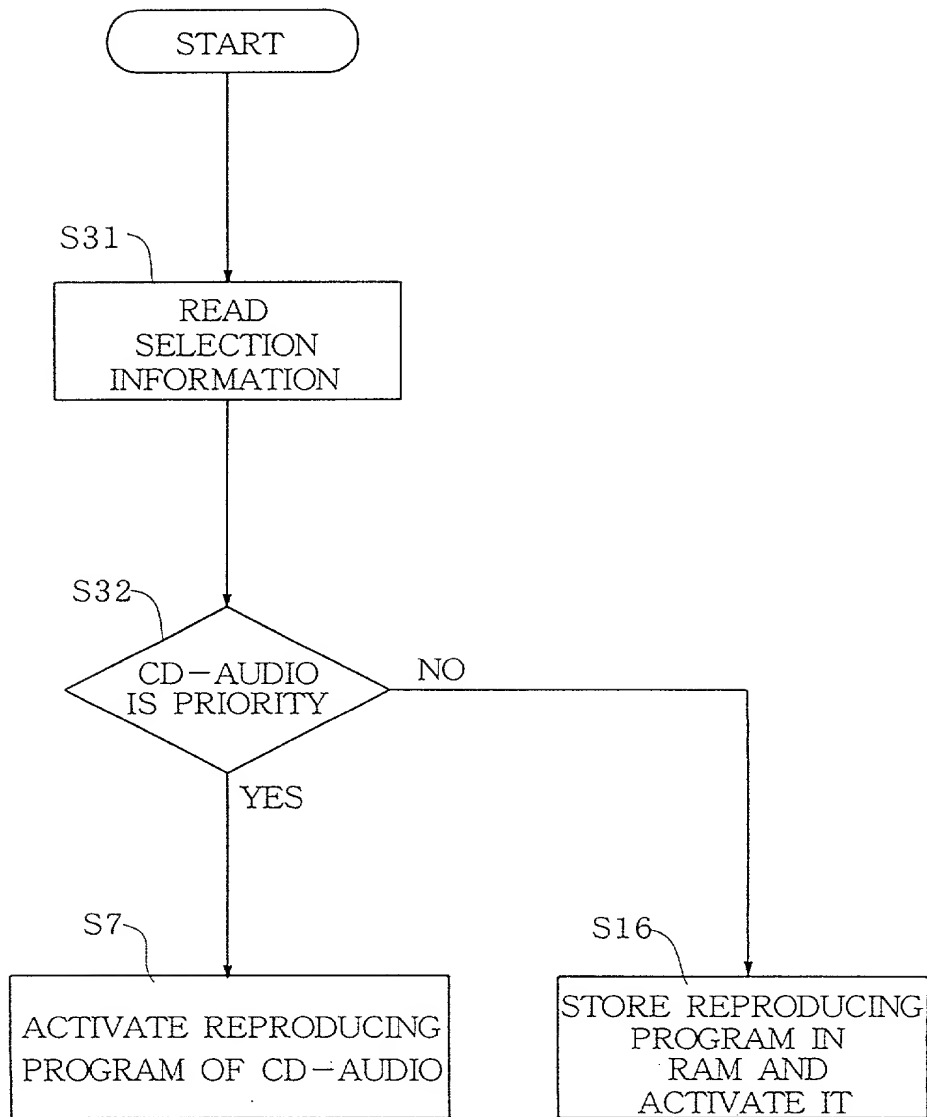 START
S31
READ
SELECTION
INFORMATION
S32
CD-AUDIO
IS PRIORITY
NO
YES
S7
ACTIVATE REPRODUCING
PROGRAM OF CD-AUDIO
S16
STORE REPRODUCING
PROGRAM IN
RAM AND
ACTIVATE IT